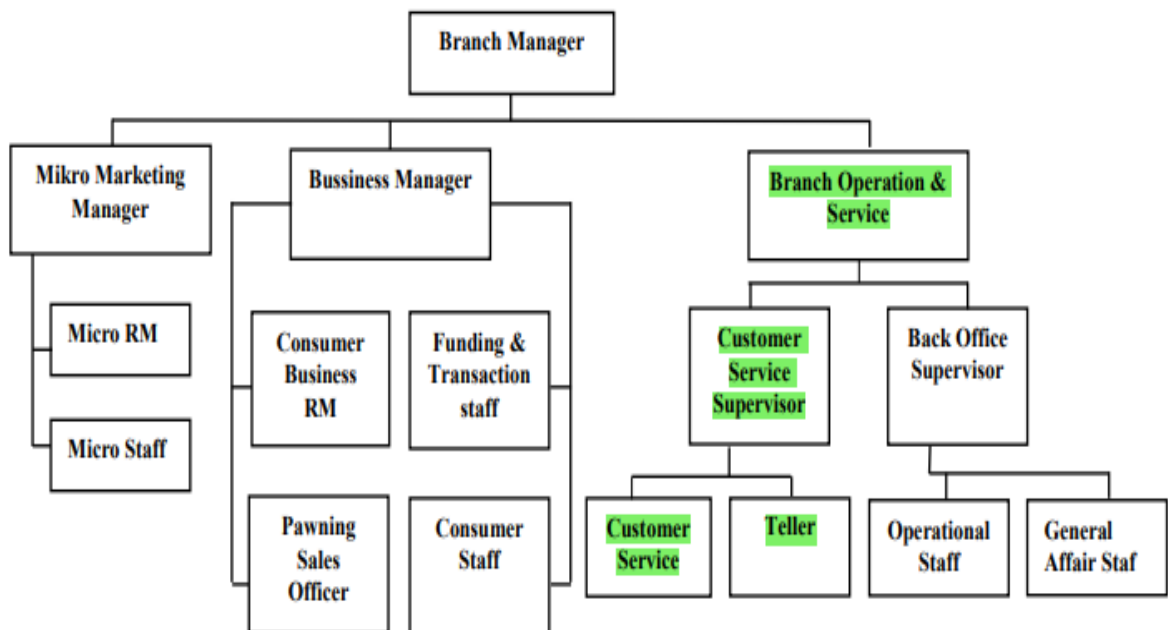 Branch Manager
Mikro Marketing
Manager
Bussiness Manager
Branch Operation &
Service
Micro RM
Micro Staff
Consumer
Business
RM
Funding &
Transaction
staff
Pawning
Sales
Officer
Consumer
Staff
Customer
Service
Supervisor
Back Office
Supervisor
Customer
Service
Teller
Operational
Staff
General
Affair Staf